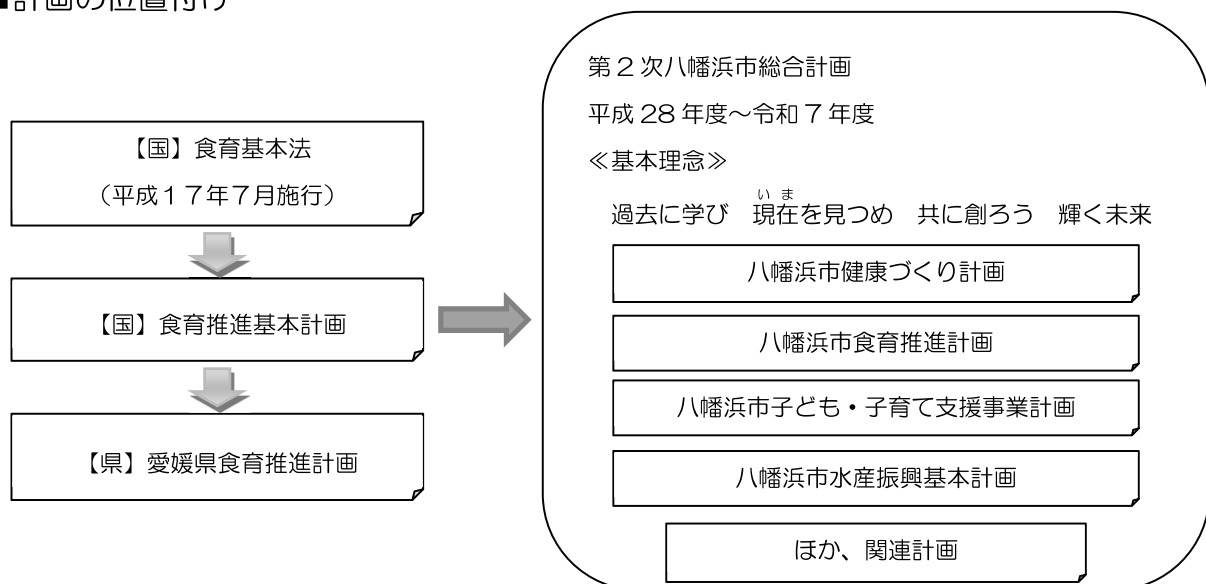 ■計画の位置付け
【国】食育基本法
（平成１７年７月施行）
【国】食育推進基本計画
【県】愛媛県食育推進計画
第２次八幡浜市総合計画
平成 28 年度～令和７年度
≪基本理念≫
いま
過去に学び　現在を見つめ　共に創ろう　輝く未来
八幡浜市健康づくり計画
八幡浜市食育推進計画
八幡浜市子ども・子育て支援事業計画
八幡浜市水産振興基本計画
ほか、関連計画